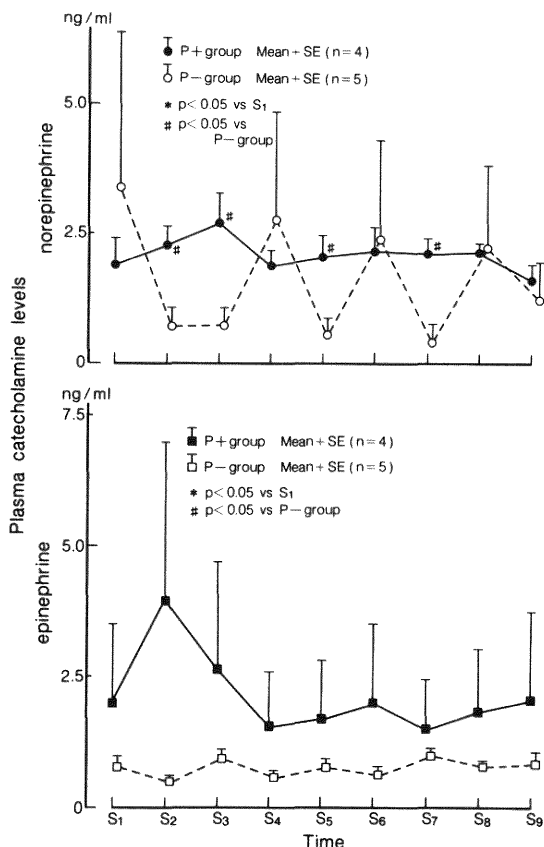 ng / ml
P+group Mean+SE (n=4)
P−group Mean+SE (n=5)
* p<0.05 vs S1
# p<0.05 vs
P−group
5.0
2.5
0
norepinephrine
# # # #
Plasma catecholamine levels
ng / ml
7.5
P+group Mean+SE (n=4)
P−group Mean+SE (n=5)
* p<0.05 vs S1
# p<0.05 vs P−group
5.0
2.5
0
epinephrine
S1 S2 S3 S4 S5 S6 S7 S8 S9
Time